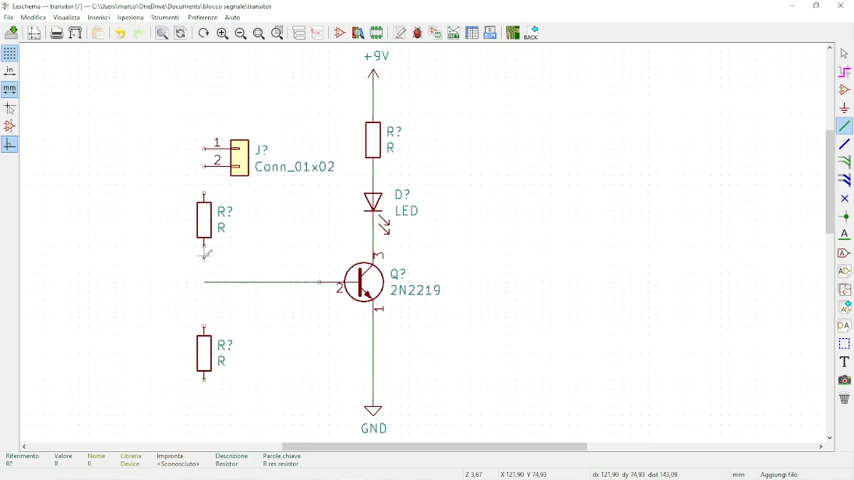 Eeschema — transitor [/] — C:\Users\marco\OneDrive\Documents\blocco segnale\transitor
File Modifica Visualizza Inserisci Ispeziona Strumenti Preferenze Aiuto
BACK
in
mm
+9V
R?
R
1
2
J?
Conn_01x02
R?
R
D?
LED
3
Q?
2N2219
2
1
R?
R
GND
A
A
A
A
T
Riferimento Valore Nome Libreria Impronta Descrizione Parole chiave
R? R R Device <Sconosciuto> Resistor R res resistor
Z 3,67 X 121,90 Y 74,93 dx 121,90 dy 74,93 dist 143,09 mm Aggiungi filo